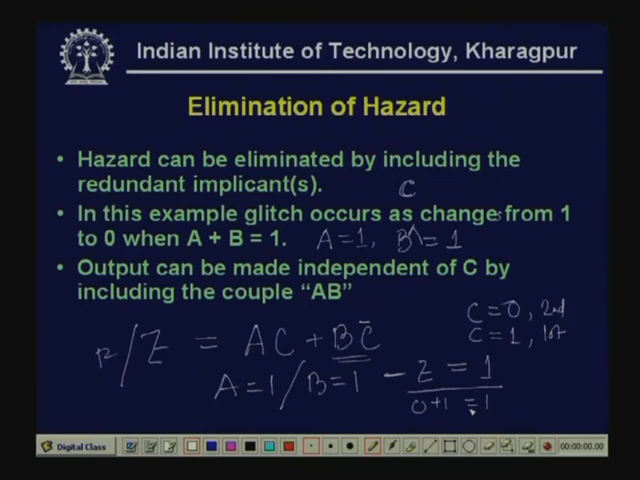 Indian Institute of Technology, Kharagpur
Elimination of Hazard
• Hazard can be eliminated by including the
redundant implicant(s).
C
• In this example glitch occurs as change from 1
to 0 when A + B = 1. A=1, B=1
• Output can be made independent of C by
including the couple “AB”
C=0, 2nd
C=1, 1st
Z = AC + BC̄
A=1 / B=1 – Z = 1
0+1 = 1
Digital Class
00:00:00.00